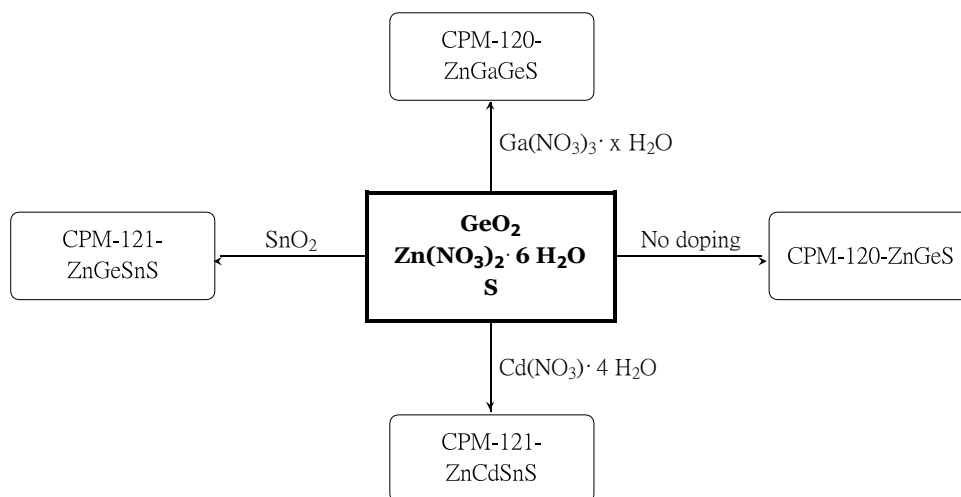 CPM-120-
ZnGaGeS
Ga(NO₃)₃· x H₂O
CPM-121-
ZnGeSnS
SnO₂
GeO₂
Zn(NO₃)₂· 6 H₂O
S
No doping
CPM-120-ZnGeS
Cd(NO₃)· 4 H₂O
CPM-121-
ZnCdSnS